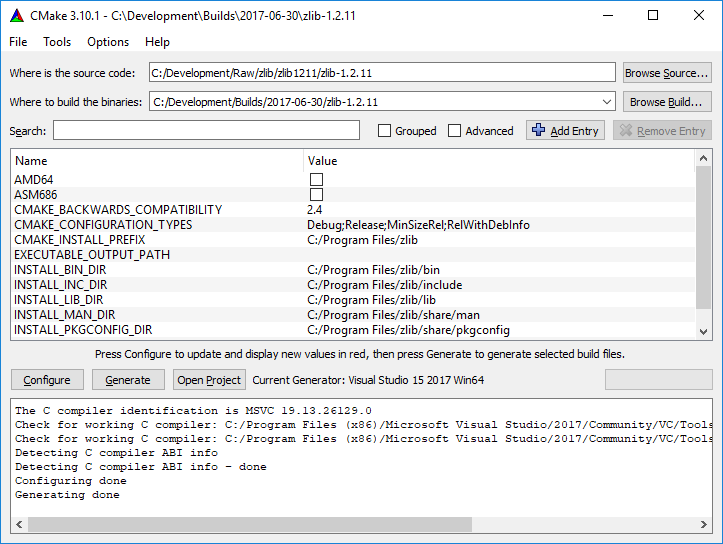 CMake 3.10.1 - C:\Development\Builds\2017-06-30\zlib-1.2.11
File Tools Options Help
Where is the source code: C:/Development/Raw/zlib/zlib1211/zlib-1.2.11 Browse Source...
Where to build the binaries: C:/Development/Builds/2017-06-30/zlib-1.2.11 Browse Build...
Search: Grouped Advanced Add Entry Remove Entry
Name Value
AMD64
ASM686
CMAKE_BACKWARDS_COMPATIBILITY 2.4
CMAKE_CONFIGURATION_TYPES Debug;Release;MinSizeRel;RelWithDebInfo
CMAKE_INSTALL_PREFIX C:/Program Files/zlib
EXECUTABLE_OUTPUT_PATH
INSTALL_BIN_DIR C:/Program Files/zlib/bin
INSTALL_INC_DIR C:/Program Files/zlib/include
INSTALL_LIB_DIR C:/Program Files/zlib/lib
INSTALL_MAN_DIR C:/Program Files/zlib/share/man
INSTALL_PKGCONFIG_DIR C:/Program Files/zlib/share/pkgconfig
Press Configure to update and display new values in red, then press Generate to generate selected build files.
Configure Generate Open Project Current Generator: Visual Studio 15 2017 Win64
The C compiler identification is MSVC 19.13.26129.0
Check for working C compiler: C:/Program Files (x86)/Microsoft Visual Studio/2017/Community/VC/Tools
Check for working C compiler: C:/Program Files (x86)/Microsoft Visual Studio/2017/Community/VC/Tools
Detecting C compiler ABI info
Detecting C compiler ABI info - done
Configuring done
Generating done